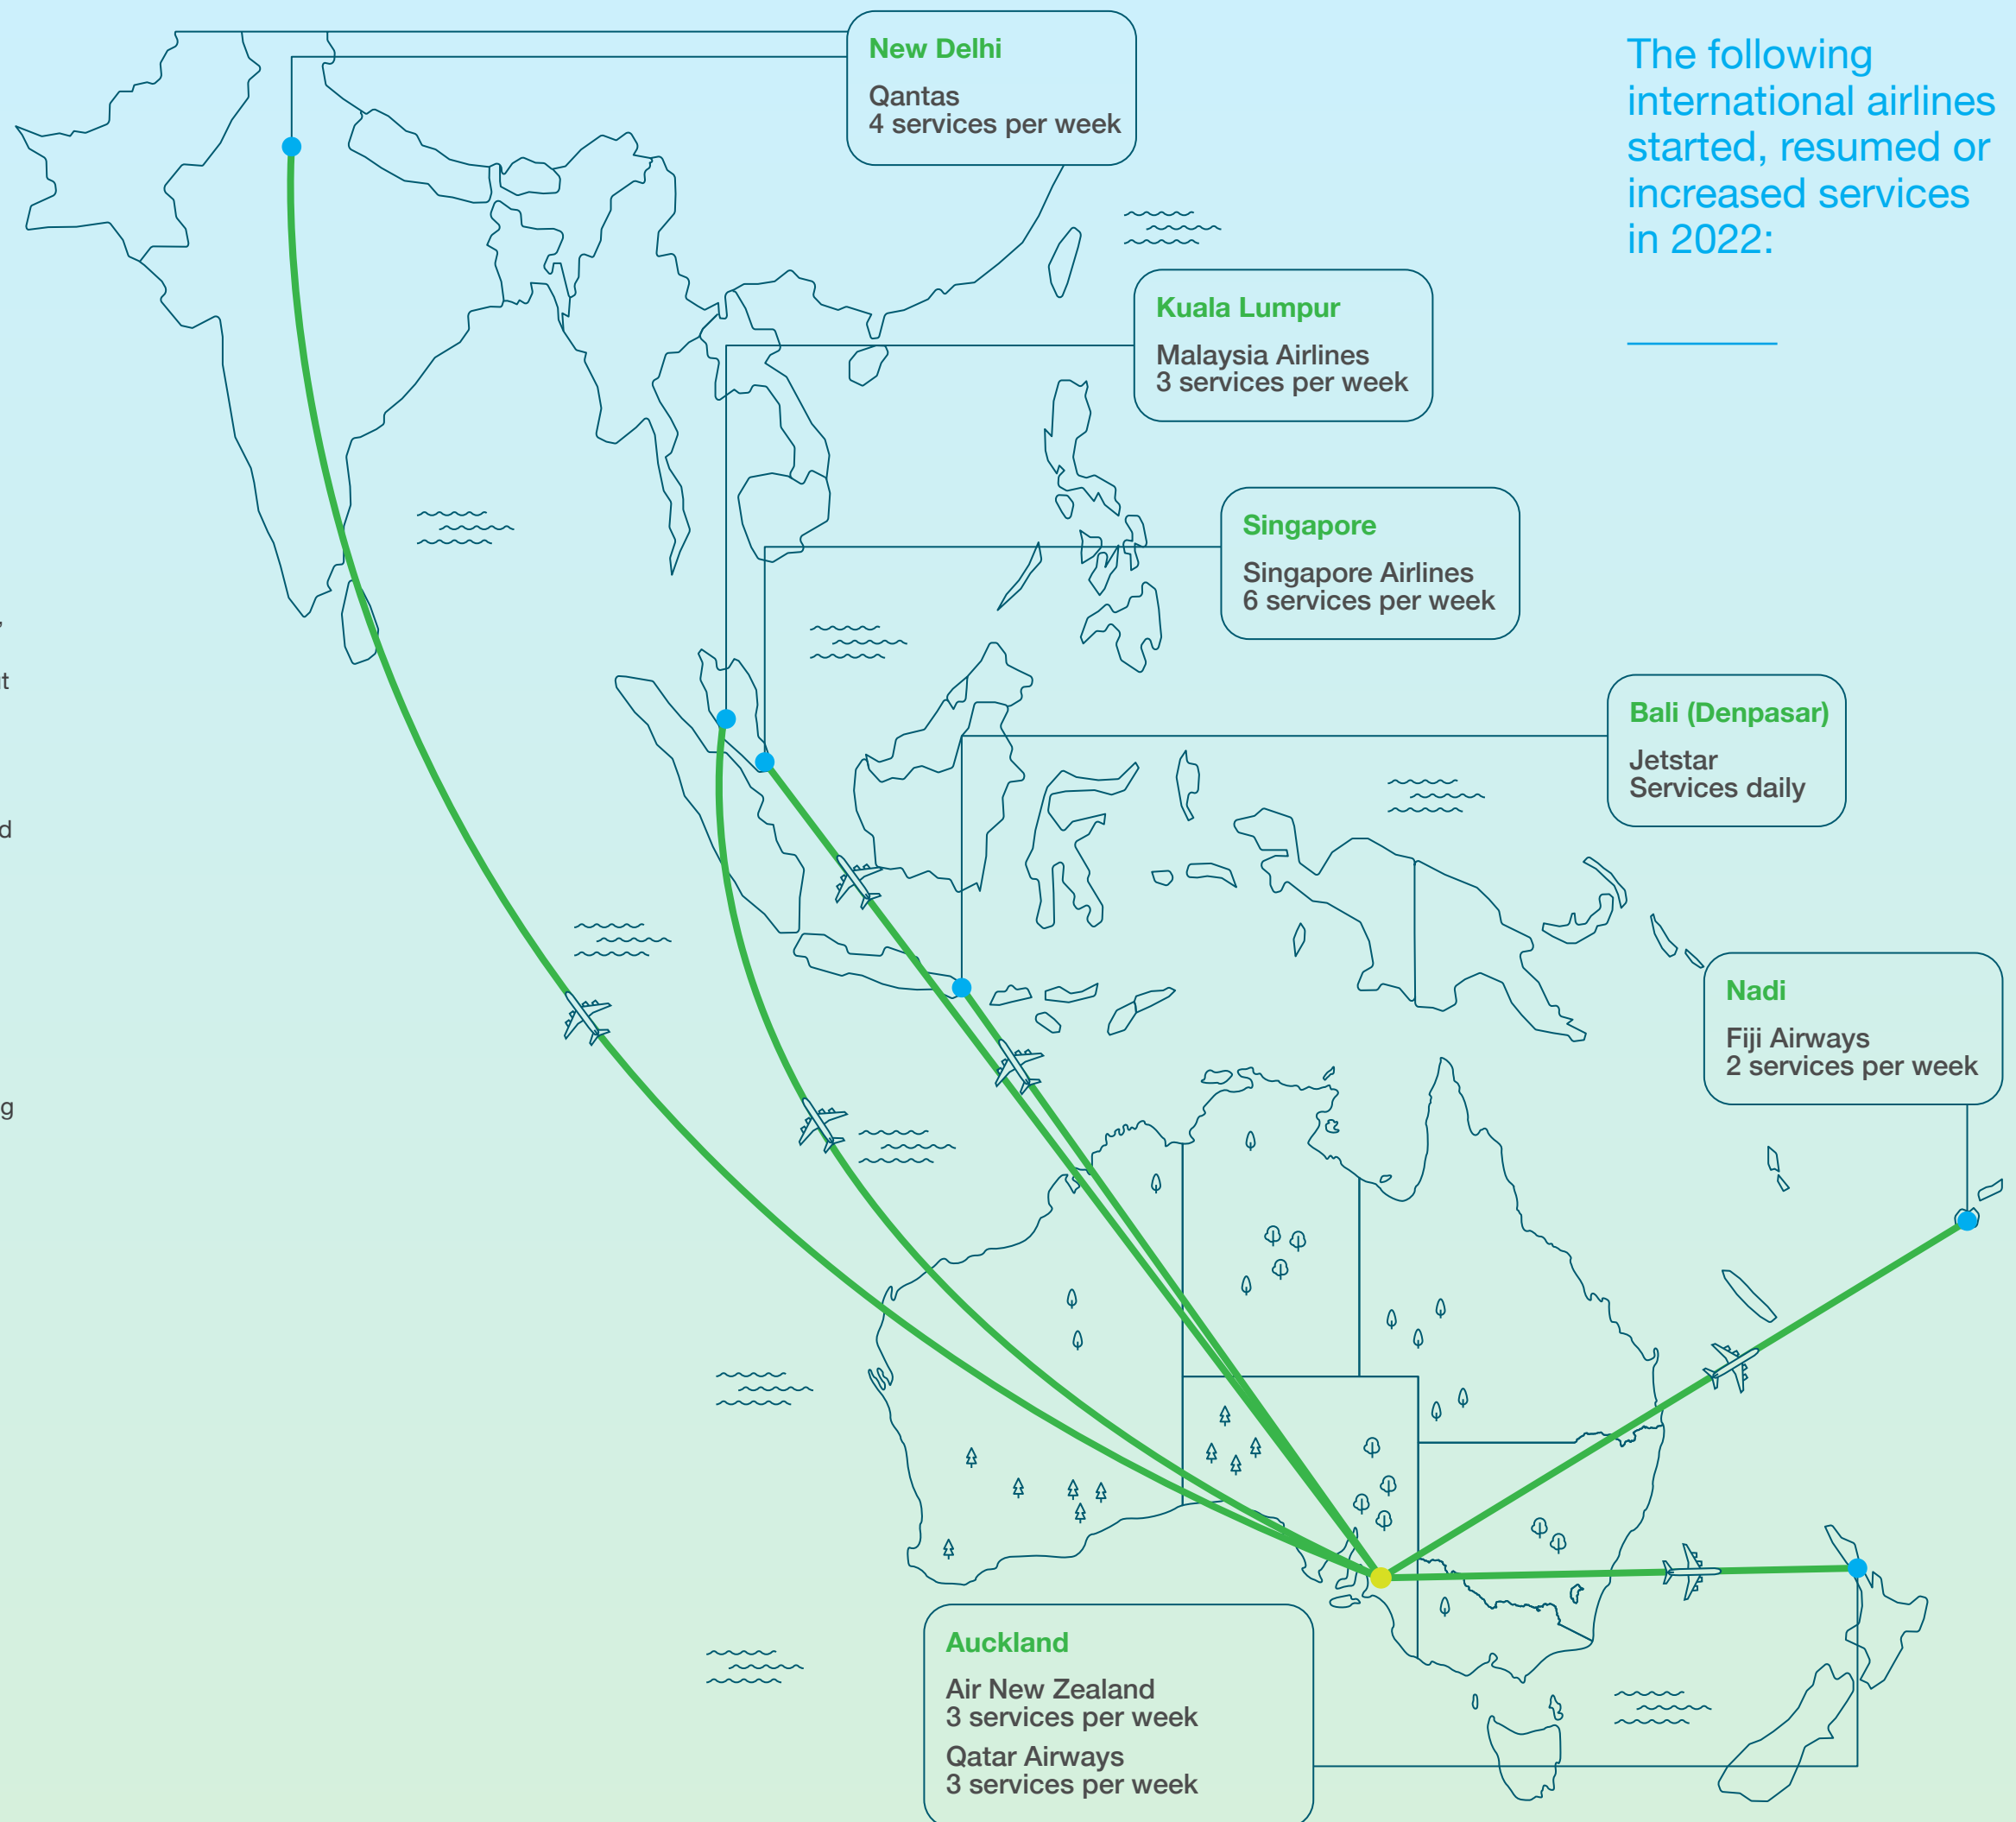 New Delhi
Qantas
4 services per week
The following
international airlines
started, resumed or
increased services
in 2022:
Kuala Lumpur
Malaysia Airlines
3 services per week
Singapore
Singapore Airlines
6 services per week
Bali (Denpasar)
Jetstar
Services daily
Nadi
Fiji Airways
2 services per week
Auckland
Air New Zealand
3 services per week
Qatar Airways
3 services per week